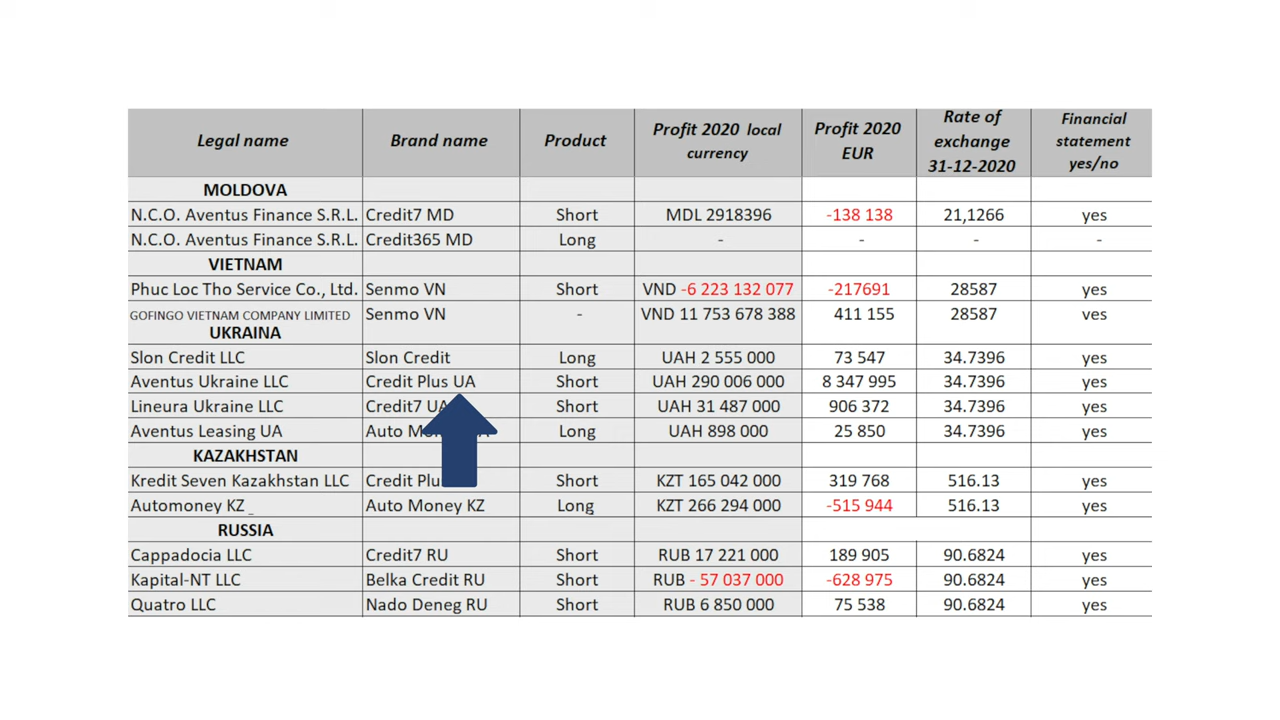 Legal name Brand name Product Profit 2020 local currency Profit 2020 EUR Rate of exchange 31-12-2020 Financial statement yes/no
MOLDOVA
N.C.O. Aventus Finance S.R.L. Credit7 MD Short MDL 2918396 -138 138 21,1266 yes
N.C.O. Aventus Finance S.R.L. Credit365 MD Long - - - -
VIETNAM
Phuc Loc Tho Service Co., Ltd. Senmo VN Short VND -6 223 132 077 -217691 28587 yes
GOFINGO VIETNAM COMPANY LIMITED Senmo VN - VND 11 753 678 388 411 155 28587 yes
UKRAINA
Slon Credit LLC Slon Credit Long UAH 2 555 000 73 547 34.7396 yes
Aventus Ukraine LLC Credit Plus UA Short UAH 290 006 000 8 347 995 34.7396 yes
Lineura Ukraine LLC Credit7 UA Short UAH 31 487 000 906 372 34.7396 yes
Aventus Leasing UA Auto Long UAH 898 000 25 850 34.7396 yes
KAZAKHSTAN
Kredit Seven Kazakhstan LLC Credit Short KZT 165 042 000 319 768 516.13 yes
Automoney KZ _ Auto Money KZ Long KZT 266 294 000 -515 944 516.13 yes
RUSSIA
Cappadocia LLC Credit7 RU Short RUB 17 221 000 189 905 90.6824 yes
Kapital-NT LLC Belka Credit RU Short RUB - 57 037 000 -628 975 90.6824 yes
Quatro LLC Nado Deneg RU Short RUB 6 850 000 75 538 90.6824 yes